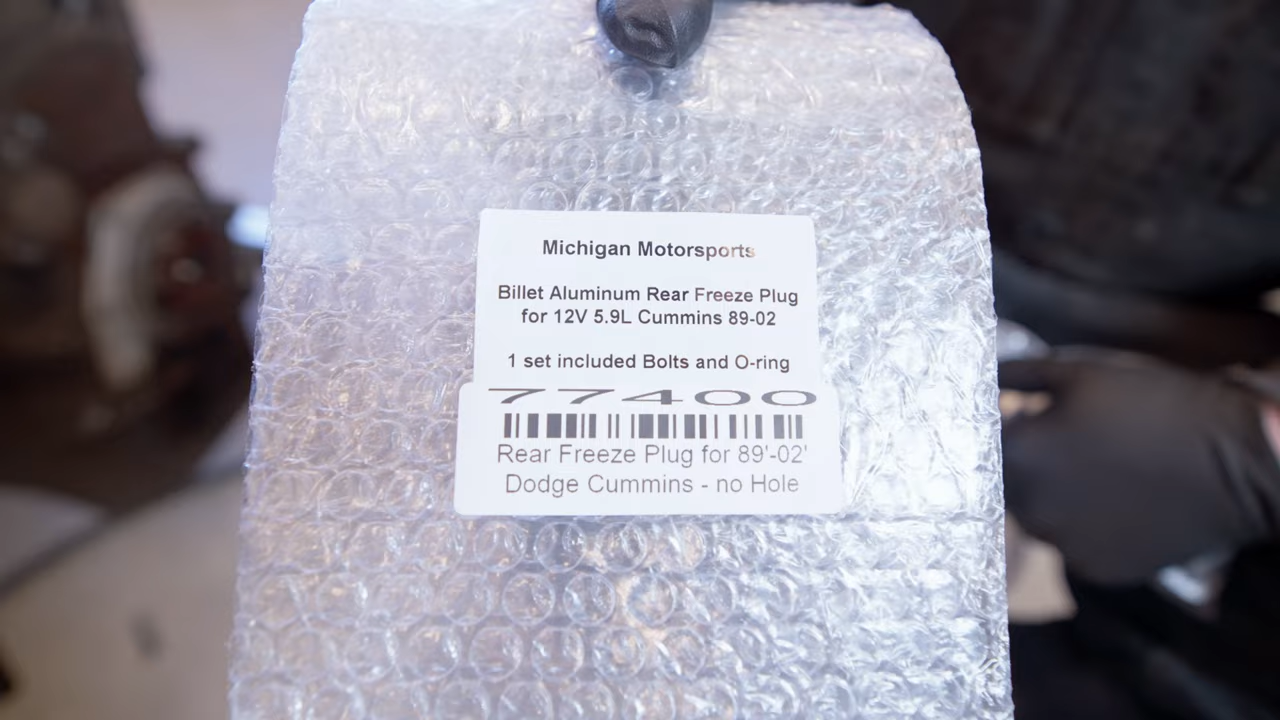 Michigan Motorsports
Billet Aluminum Rear Freeze Plug
for 12V 5.9L Cummins 89-02
1 set included Bolts and O-ring
77400
Rear Freeze Plug for 89'-02'
Dodge Cummins - no Hole